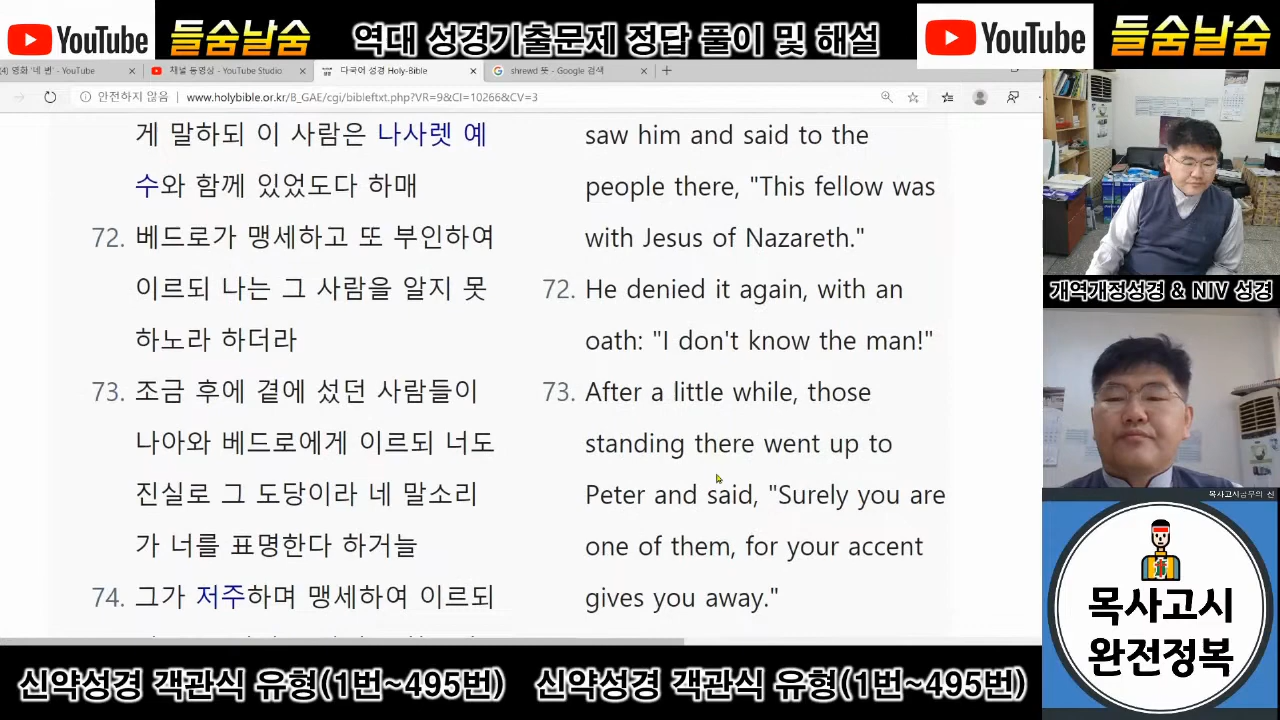 YouTube 들숨날숨 역대 성경기출문제 정답 풀이 및 해설 YouTube 들숨날숨
영화 '네 번' - YouTube × 채널 동영상 - YouTube Studio × 다국어 성경 Holy-Bible × shrewd 뜻 - Google 검색 × +
안전하지 않음 | www.holybible.or.kr/B_GAE/cgi/bibleftxt.php?VR=9&CI=10266&CV=
게 말하되 이 사람은 나사렛 예
수와 함께 있었도다 하매
72. 베드로가 맹세하고 또 부인하여
이르되 나는 그 사람을 알지 못
하노라 하더라
73. 조금 후에 곁에 섰던 사람들이
나아와 베드로에게 이르되 너도
진실로 그 도당이라 네 말소리
가 너를 표명한다 하거늘
74. 그가 저주하며 맹세하여 이르되
saw him and said to the
people there, "This fellow was
with Jesus of Nazareth."
72. He denied it again, with an
oath: "I don't know the man!"
73. After a little while, those
standing there went up to
Peter and said, "Surely you are
one of them, for your accent
gives you away."
개역개정성경 & NIV 성경
목사고시
완전정복
신약성경 객관식 유형(1번~495번) 신약성경 객관식 유형(1번~495번)